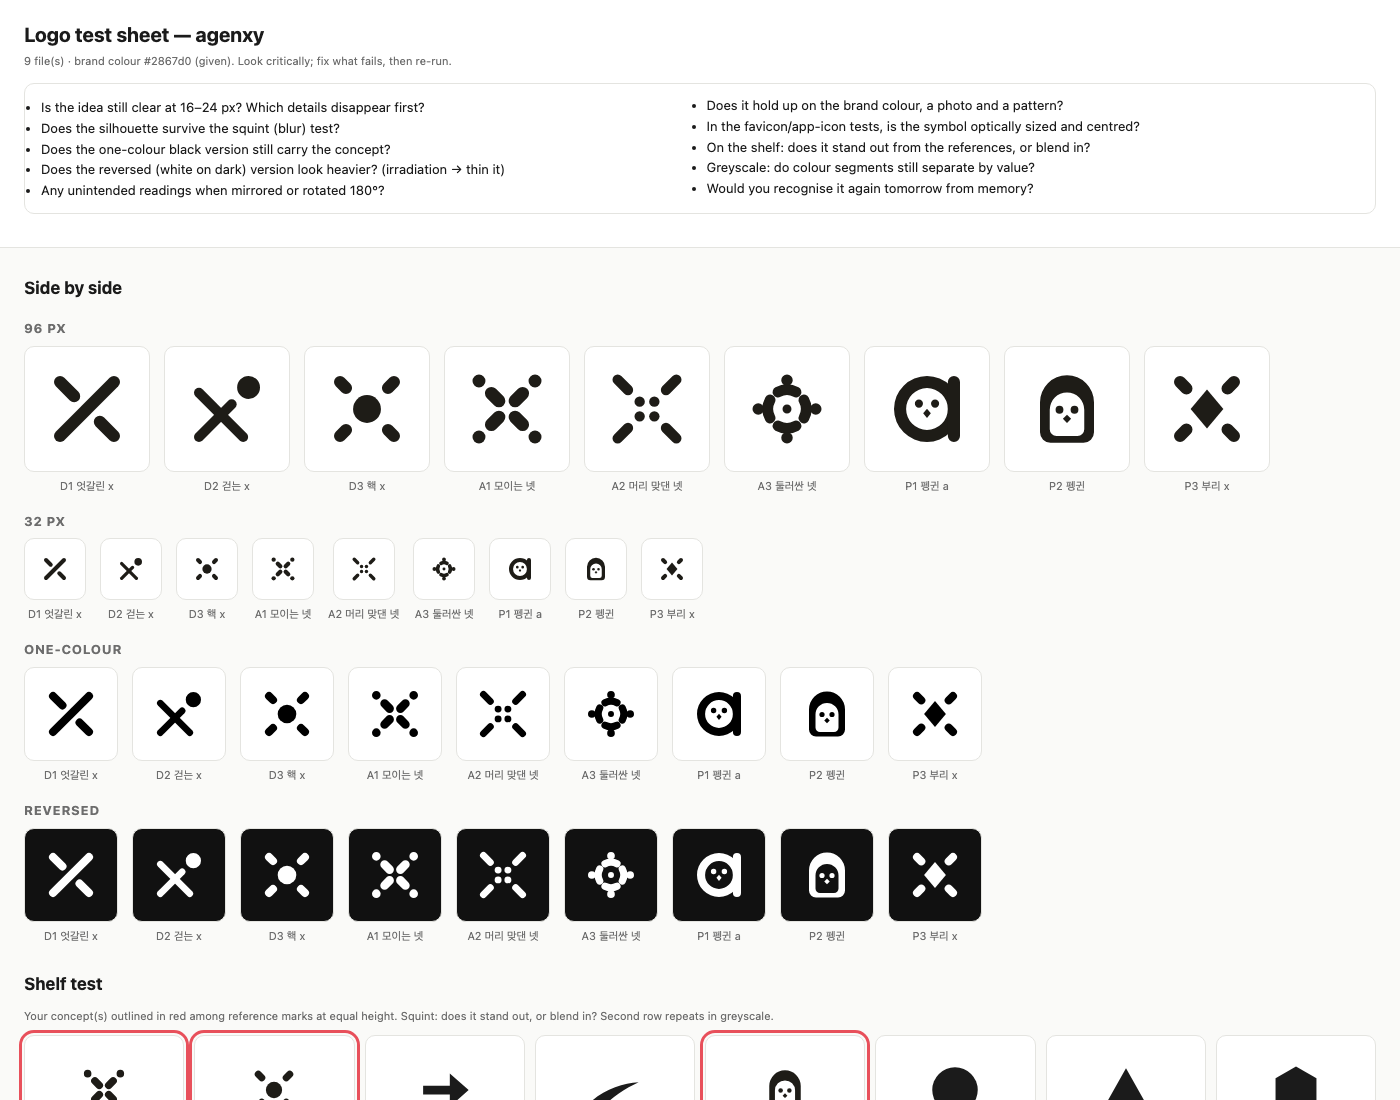 Logo test sheet — agenxy
9 file(s) · brand colour #2867d0 (given). Look critically; fix what fails, then re-run.
• Is the idea still clear at 16–24 px? Which details disappear first?
• Does the silhouette survive the squint (blur) test?
• Does the one-colour black version still carry the concept?
• Does the reversed (white on dark) version look heavier? (irradiation → thin it)
• Any unintended readings when mirrored or rotated 180°?
• Does it hold up on the brand colour, a photo and a pattern?
• In the favicon/app-icon tests, is the symbol optically sized and centred?
• On the shelf: does it stand out from the references, or blend in?
• Greyscale: do colour segments still separate by value?
• Would you recognise it again tomorrow from memory?
Side by side
96 PX
D1 엇갈린 x D2 걷는 x D3 핵 x A1 모이는 넷 A2 머리 맞댄 넷 A3 둘러싼 넷 P1 펭귄 a P2 펭귄 P3 부리 x
32 PX
D1 엇갈린 x D2 걷는 x D3 핵 x A1 모이는 넷 A2 머리 맞댄 넷 A3 둘러싼 넷 P1 펭귄 a P2 펭귄 P3 부리 x
ONE-COLOUR
D1 엇갈린 x D2 걷는 x D3 핵 x A1 모이는 넷 A2 머리 맞댄 넷 A3 둘러싼 넷 P1 펭귄 a P2 펭귄 P3 부리 x
REVERSED
D1 엇갈린 x D2 걷는 x D3 핵 x A1 모이는 넷 A2 머리 맞댄 넷 A3 둘러싼 넷 P1 펭귄 a P2 펭귄 P3 부리 x
Shelf test
Your concept(s) outlined in red among reference marks at equal height. Squint: does it stand out, or blend in? Second row repeats in greyscale.